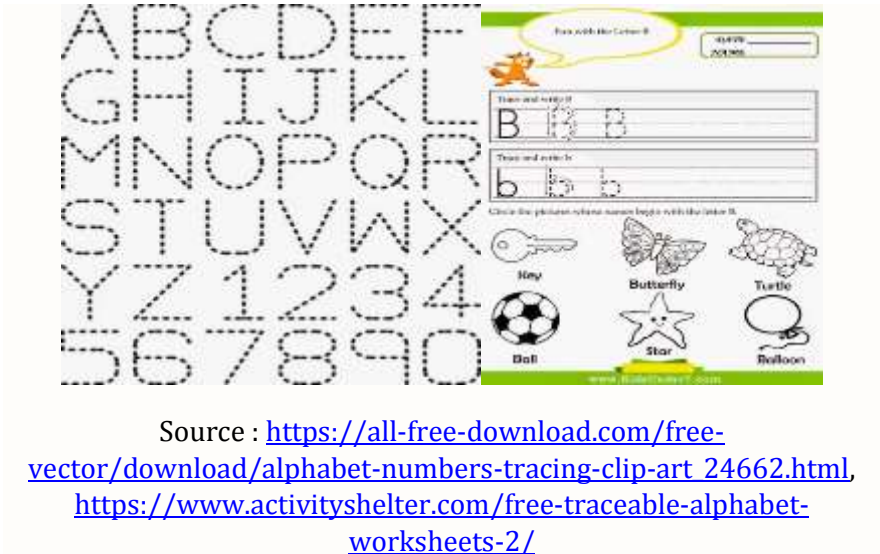 A B C D E F
G H I J K L
M N O P Q R
S T U V W X
Y Z 1 2 3 4
5 6 7 8 9 0
Fun with the Letter B
Trace and write B
B B B
Trace and write b
b b b
Circle the pictures whose names begin with the letter B.
Key
Butterfly
Turtle
Ball
Star
Balloon
Source : https://all-free-download.com/free-
vector/download/alphabet-numbers-tracing-clip-art_24662.html,
https://www.activityshelter.com/free-traceable-alphabet-
worksheets-2/